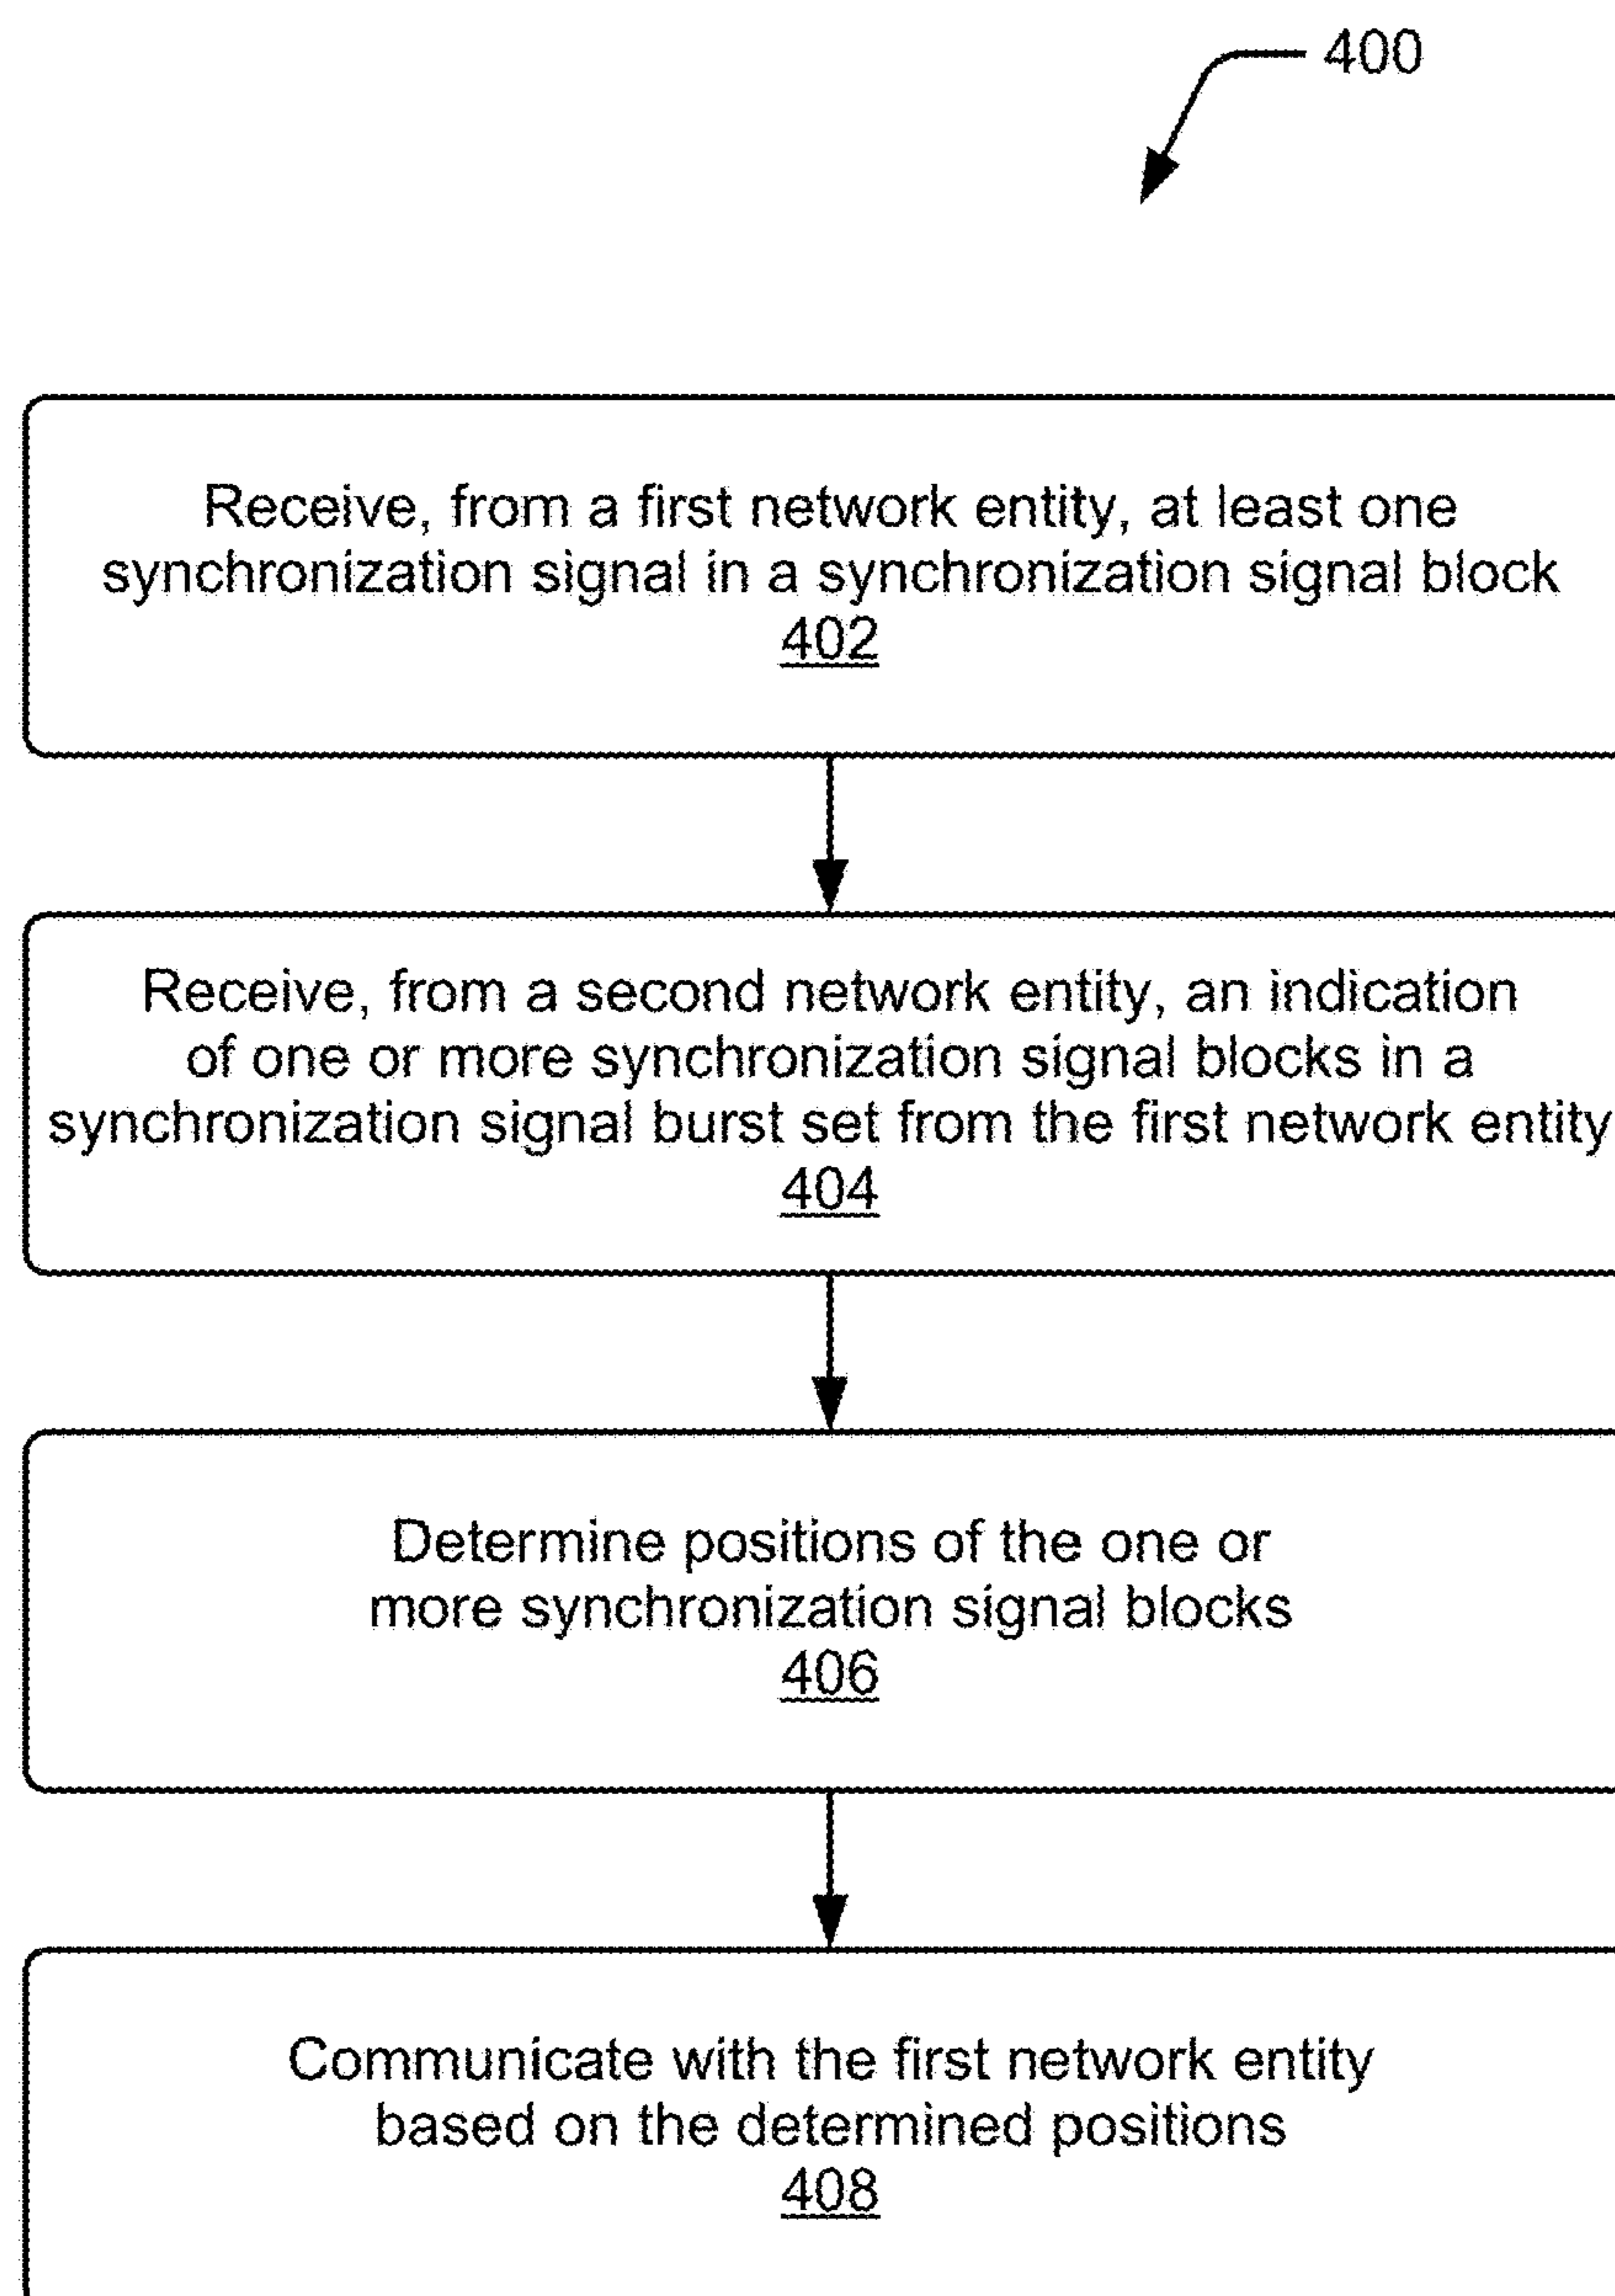 400
Receive, from a first network entity, at least one
synchronization signal in a synchronization signal block
402
Receive, from a second network entity, an indication
of one or more synchronization signal blocks in a
synchronization signal burst set from the first network entity
404
Determine positions of the one or
more synchronization signal blocks
406
Communicate with the first network entity
based on the determined positions
408